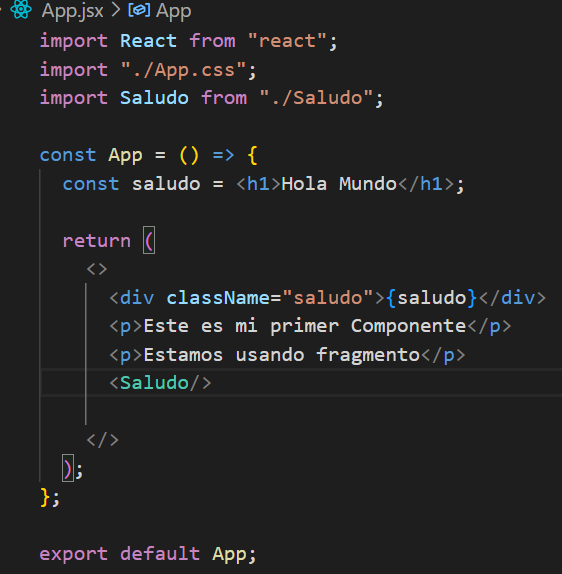 App.jsx > App
import React from "react";
import "./App.css";
import Saludo from "./Saludo";
const App = () => {
  const saludo = <h1>Hola Mundo</h1>;
  return (
    <>
      <div className="saludo">{saludo}</div>
      <p>Este es mi primer Componente</p>
      <p>Estamos usando fragmento</p>
      <Saludo/>
    </>
  );
};
export default App;